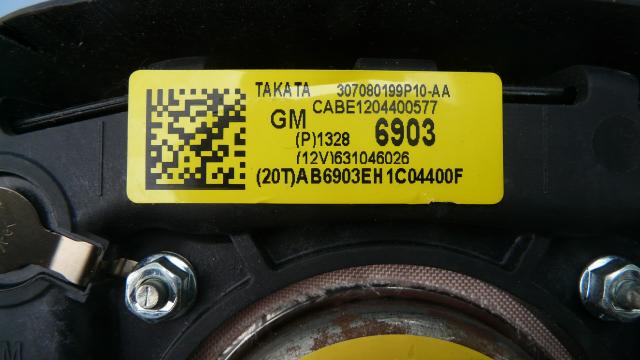 TAKATA 307080199P10-AA
CABE1204400577
GM (P)1328 6903
(12V)631046026
(20T)AB6903EH1C04400F